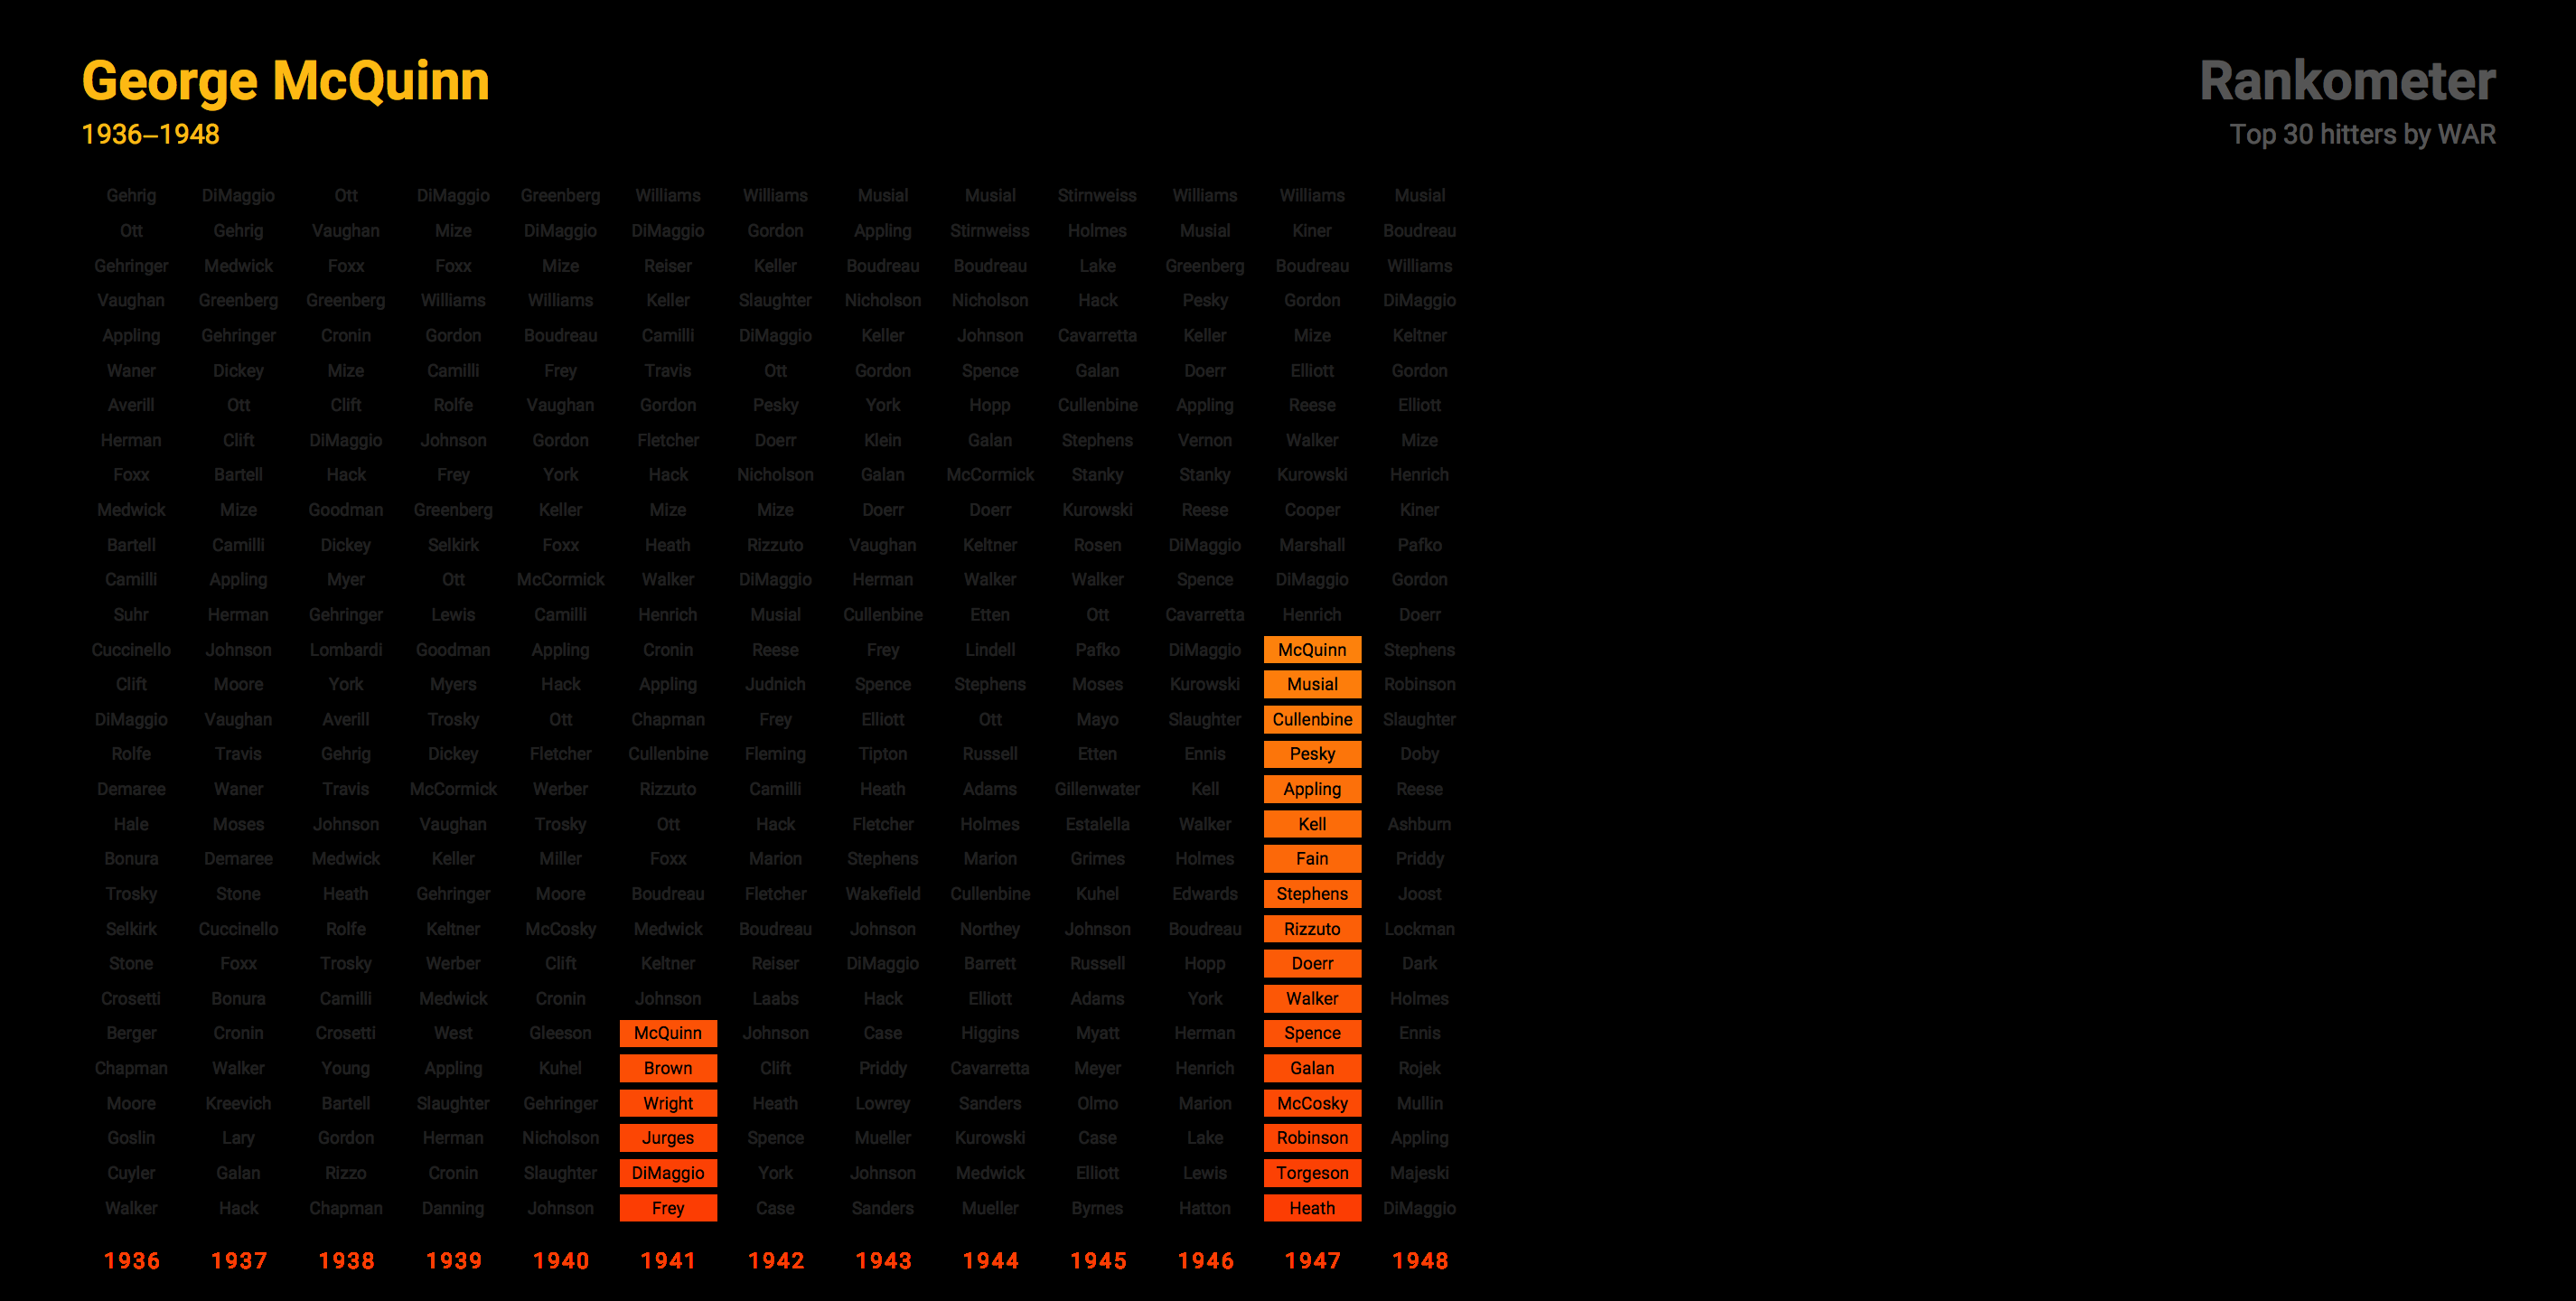 George McQuinn
Rankometer
1936–1948
Top 30 hitters by WAR
Gehrig DiMaggio Ott DiMaggio Greenberg Williams Williams Musial Musial Stirnweiss Williams Williams Musial
Ott Gehrig Vaughan Mize DiMaggio DiMaggio Gordon Appling Stirnweiss Holmes Musial Kiner Boudreau
Gehringer Medwick Foxx Foxx Mize Reiser Keller Boudreau Boudreau Lake Greenberg Boudreau Williams
Vaughan Greenberg Greenberg Williams Williams Keller Slaughter Nicholson Nicholson Hack Pesky Gordon DiMaggio
Appling Gehringer Cronin Gordon Boudreau Camilli DiMaggio Keller Johnson Cavarretta Keller Mize Keltner
Waner Dickey Mize Camilli Frey Travis Ott Gordon Spence Galan Doerr Elliott Gordon
Averill Ott Clift Rolfe Vaughan Gordon Pesky York Hopp Cullenbine Appling Reese Elliott
Herman Clift DiMaggio Johnson Gordon Fletcher Doerr Klein Galan Stephens Vernon Walker Mize
Foxx Bartell Hack Frey York Hack Nicholson Galan McCormick Stanky Stanky Kurowski Henrich
Medwick Mize Goodman Greenberg Keller Mize Mize Doerr Doerr Kurowski Reese Cooper Kiner
Bartell Camilli Dickey Selkirk Foxx Heath Rizzuto Vaughan Keltner Rosen DiMaggio Marshall Pafko
Camilli Appling Myer Ott McCormick Walker DiMaggio Herman Walker Walker Spence DiMaggio Gordon
Suhr Herman Gehringer Lewis Camilli Henrich Musial Cullenbine Etten Ott Cavarretta Henrich Doerr
Cuccinello Johnson Lombardi Goodman Appling Cronin Reese Frey Lindell Pafko DiMaggio McQuinn Stephens
Clift Moore York Myers Hack Appling Judnich Spence Stephens Moses Kurowski Musial Robinson
DiMaggio Vaughan Averill Trosky Ott Chapman Frey Elliott Ott Mayo Slaughter Cullenbine Slaughter
Rolfe Travis Gehrig Dickey Fletcher Cullenbine Fleming Tipton Russell Etten Ennis Pesky Doby
Demaree Waner Travis McCormick Werber Rizzuto Camilli Heath Adams Gillenwater Kell Appling Reese
Hale Moses Johnson Vaughan Trosky Ott Hack Fletcher Holmes Estalella Walker Kell Ashburn
Bonura Demaree Medwick Keller Miller Foxx Marion Stephens Marion Grimes Holmes Fain Priddy
Trosky Stone Heath Gehringer Moore Boudreau Fletcher Wakefield Cullenbine Kuhel Edwards Stephens Joost
Selkirk Cuccinello Rolfe Keltner McCosky Medwick Boudreau Johnson Northey Johnson Boudreau Rizzuto Lockman
Stone Foxx Trosky Werber Clift Keltner Reiser DiMaggio Barrett Russell Hopp Doerr Dark
Crosetti Bonura Camilli Medwick Cronin Johnson Laabs Hack Elliott Adams York Walker Holmes
Berger Cronin Crosetti West Gleeson McQuinn Johnson Case Higgins Myatt Herman Spence Ennis
Chapman Walker Young Appling Kuhel Brown Clift Priddy Cavarretta Meyer Henrich Galan Rojek
Moore Kreevich Bartell Slaughter Gehringer Wright Heath Lowrey Sanders Olmo Marion McCosky Mullin
Goslin Lary Gordon Herman Nicholson Jurges Spence Mueller Kurowski Case Lake Robinson Appling
Cuyler Galan Rizzo Cronin Slaughter DiMaggio York Johnson Medwick Elliott Lewis Torgeson Majeski
Walker Hack Chapman Danning Johnson Frey Case Sanders Mueller Byrnes Hatton Heath DiMaggio
1936 1937 1938 1939 1940 1941 1942 1943 1944 1945 1946 1947 1948